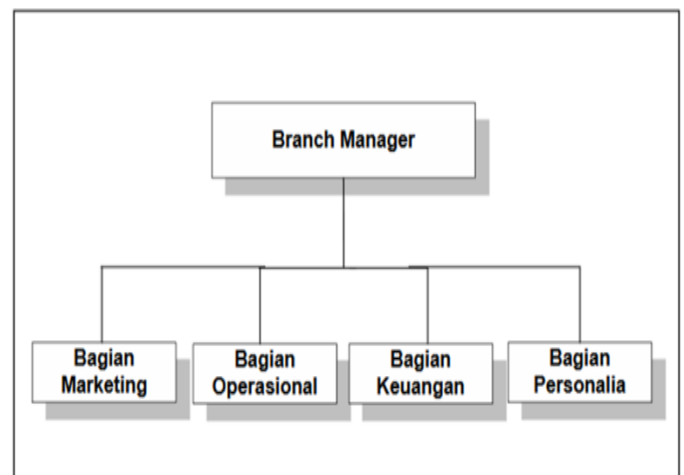 Branch Manager
Bagian
Marketing
Bagian
Operasional
Bagian
Keuangan
Bagian
Personalia